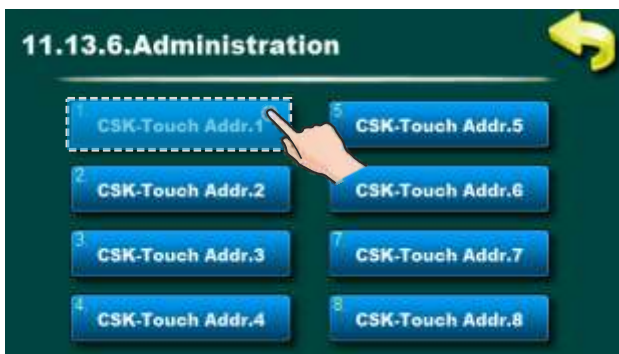 11.13.6.Administration
1
CSK-Touch Addr.1
2
CSK-Touch Addr.2
3
CSK-Touch Addr.3
4
CSK-Touch Addr.4
5
CSK-Touch Addr.5
CSK-Touch Addr.6
7
CSK-Touch Addr.7
8
CSK-Touch Addr.8